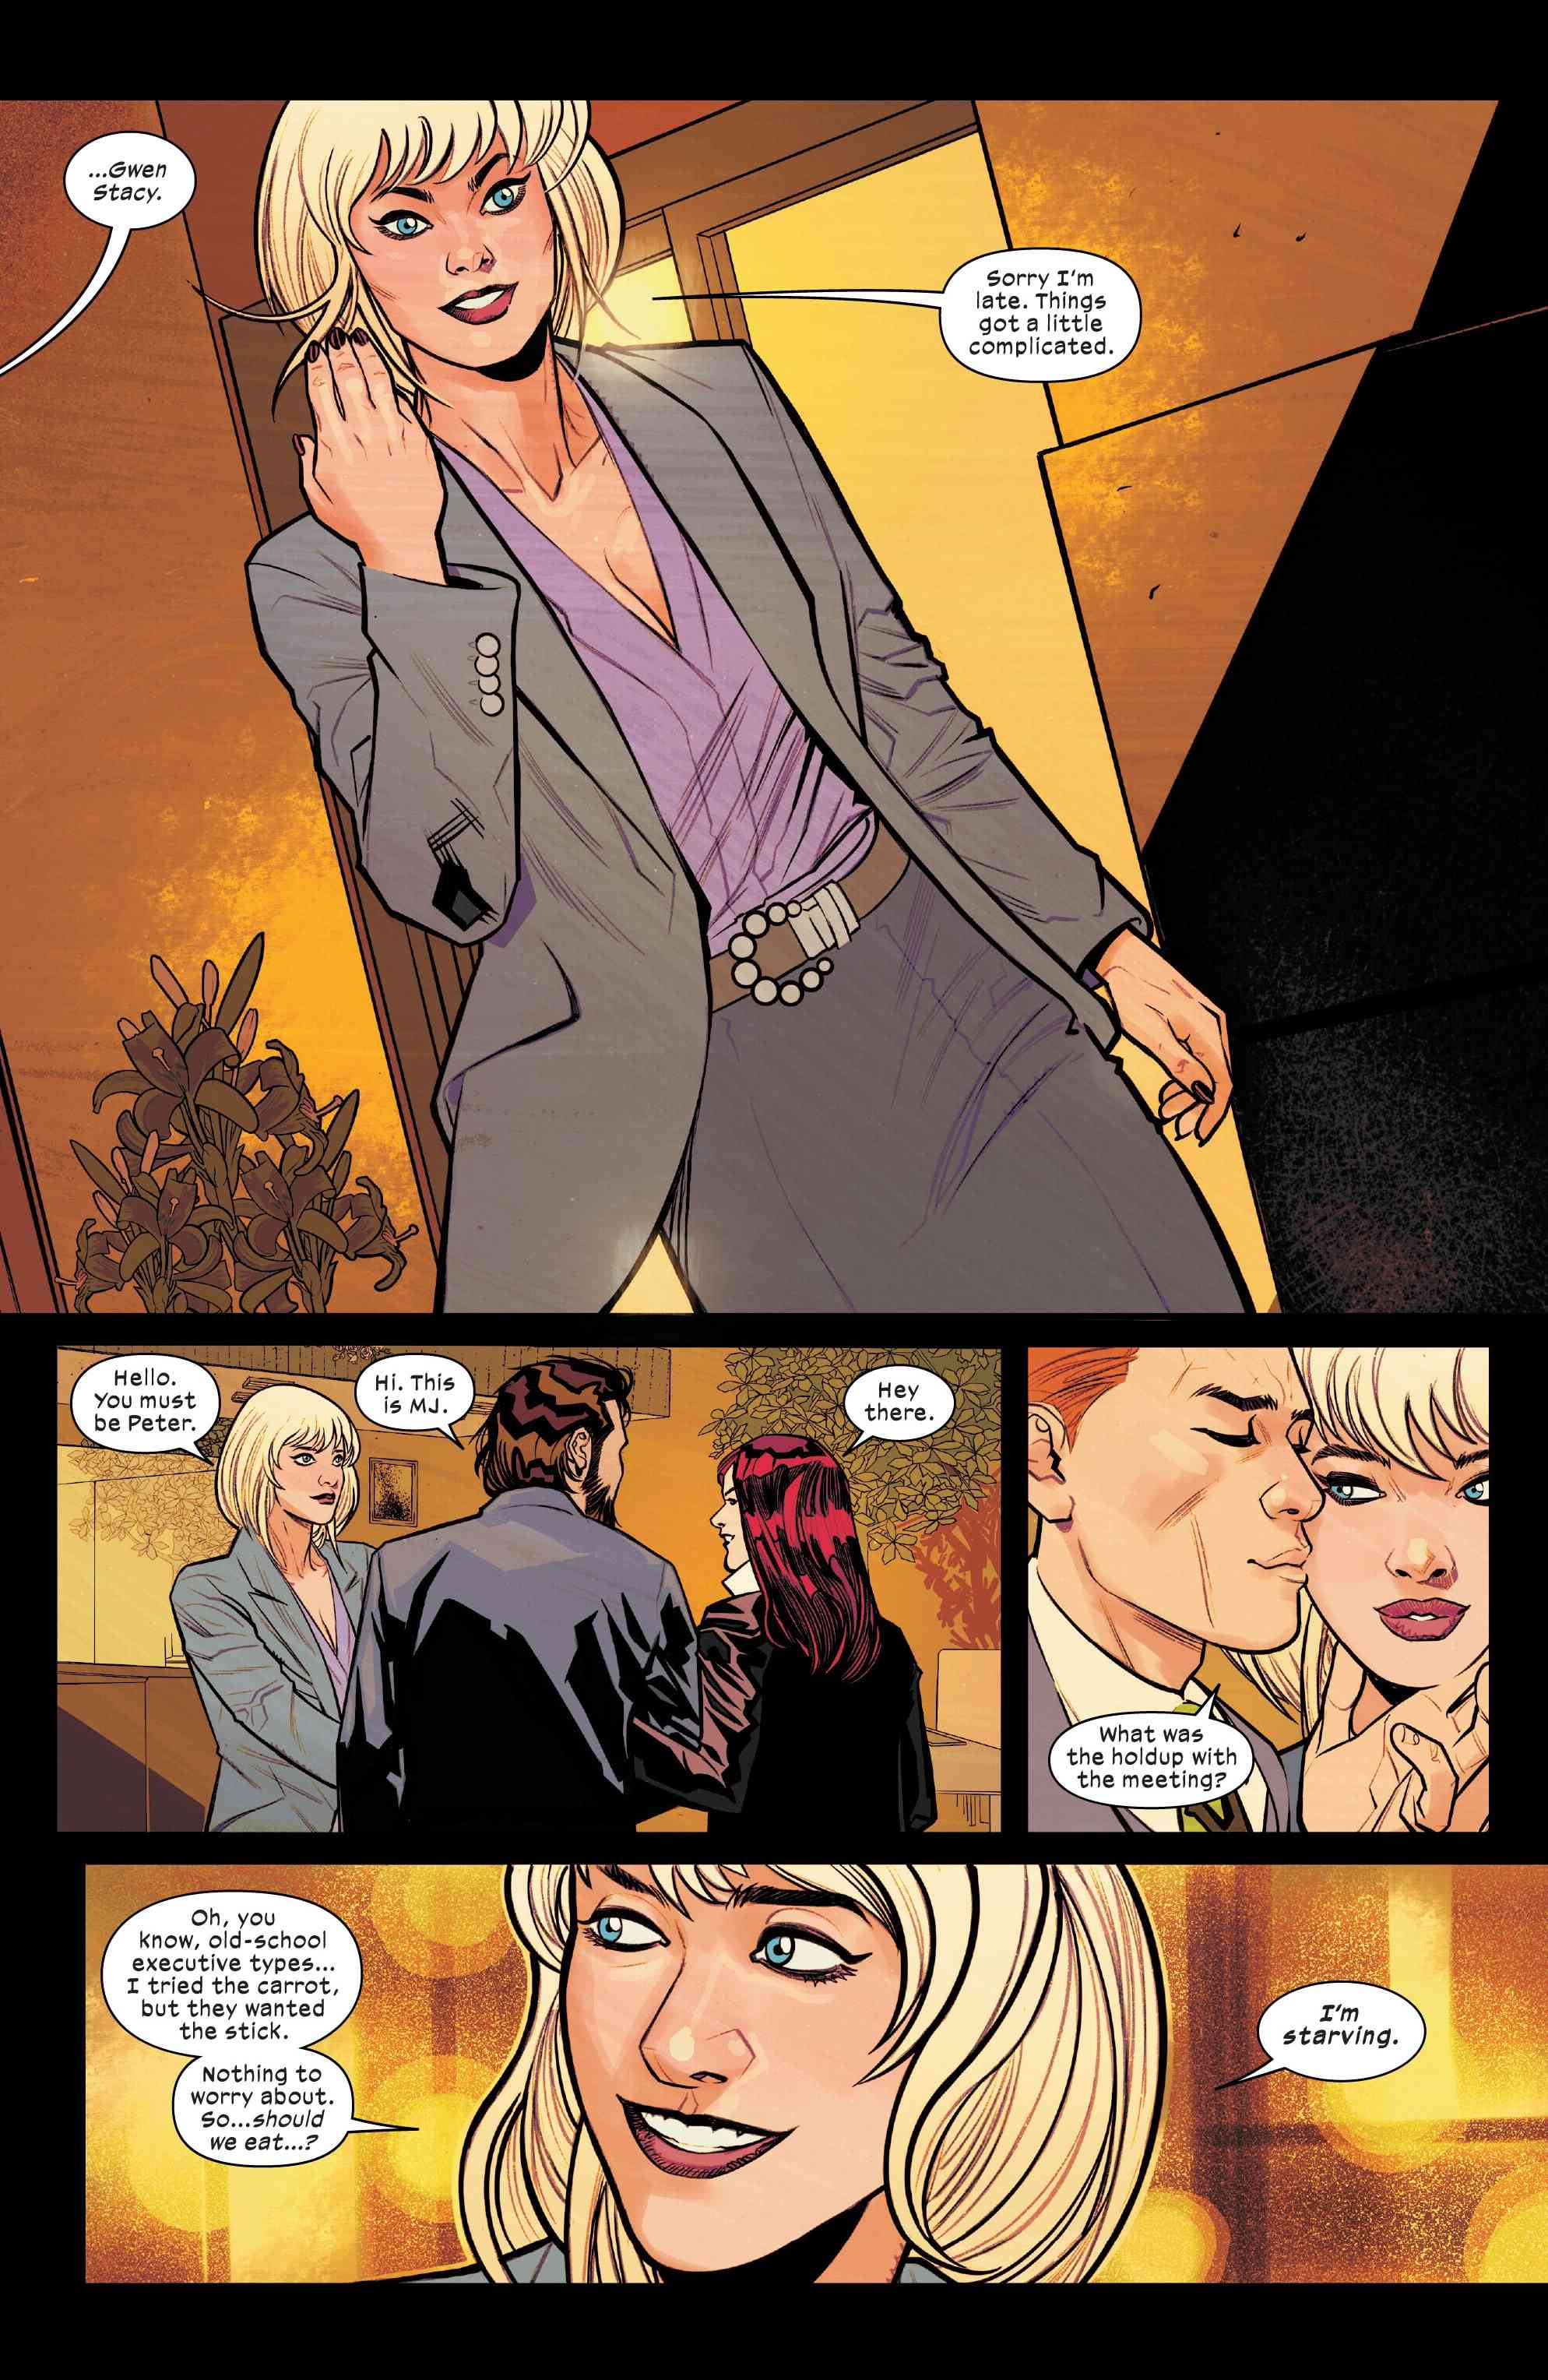 ...Gwen
Stacy.
Sorry I'm
late. Things
got a little
complicated.
Hello.
You must
be Peter.
Hi. This
is MJ.
Hey
there.
What was
the holdup with
the meeting?
Oh, you
know, old-school
executive types...
I tried the carrot,
but they wanted
the stick.
Nothing to
worry about.
So...should
we eat...?
I'm
starving.